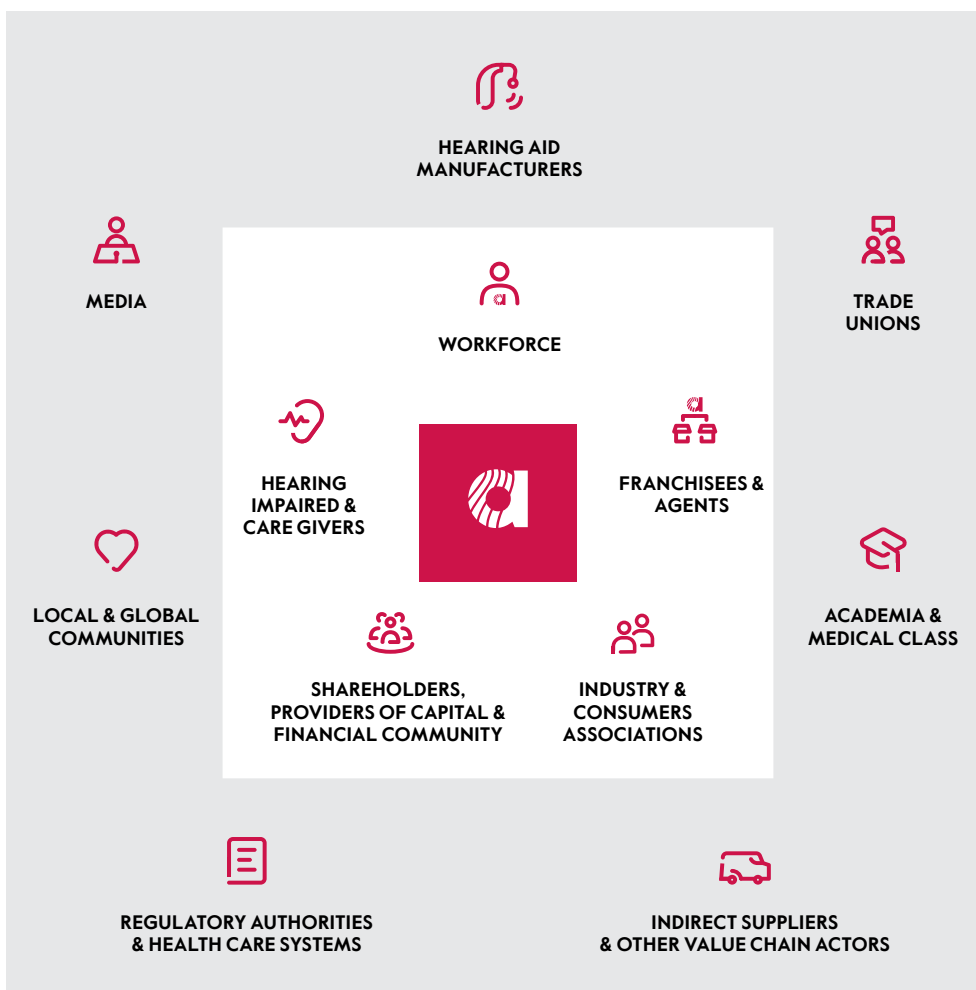 HEARING AID
MANUFACTURERS
MEDIA
TRADE
UNIONS
WORKFORCE
HEARING
IMPAIRED &
CARE GIVERS
FRANCHISEES &
AGENTS
LOCAL & GLOBAL
COMMUNITIES
ACADEMIA &
MEDICAL CLASS
SHAREHOLDERS,
PROVIDERS OF CAPITAL &
FINANCIAL COMMUNITY
INDUSTRY &
CONSUMERS
ASSOCIATIONS
REGULATORY AUTHORITIES
& HEALTH CARE SYSTEMS
INDIRECT SUPPLIERS
& OTHER VALUE CHAIN ACTORS